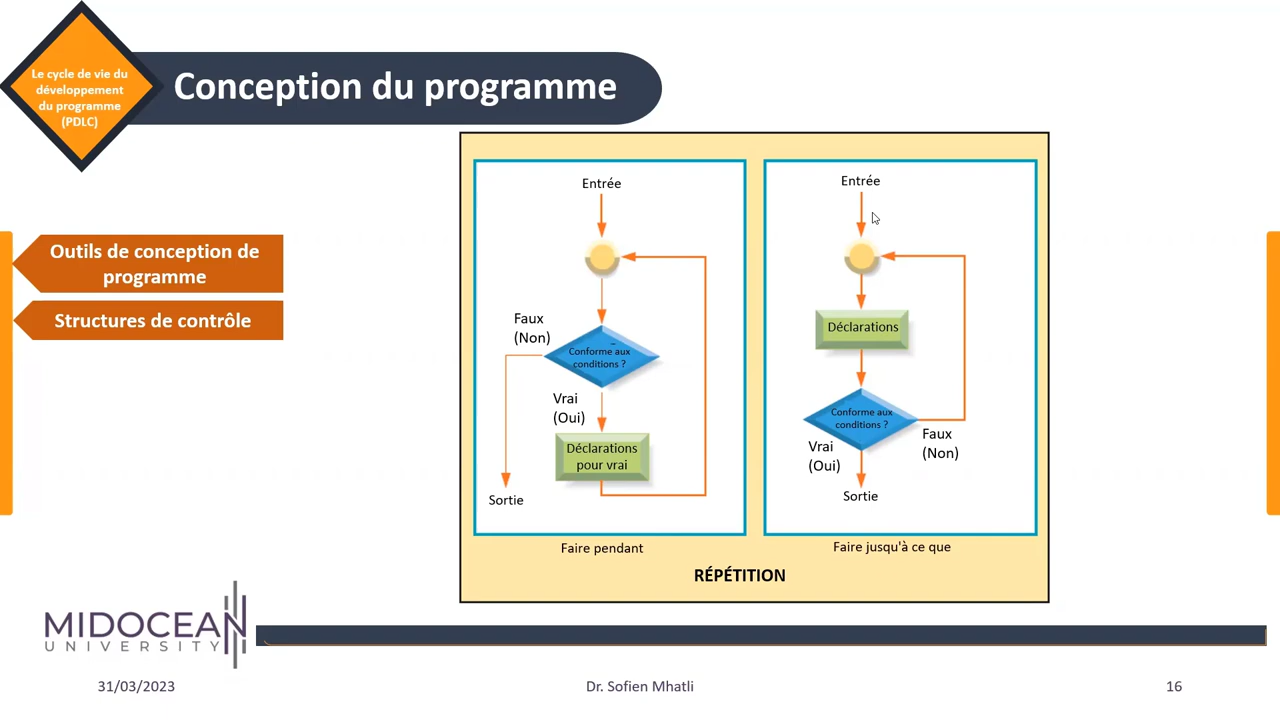 Le cycle de vie du
développement
du programme
(PDLC)
Conception du programme
Outils de conception de
programme
Structures de contrôle
Entrée
Faux
(Non)
Conforme aux
conditions ?
Vrai
(Oui)
Déclarations
pour vrai
Sortie
Faire pendant
Entrée
Déclarations
Conforme aux
conditions ?
Vrai
(Oui)
Faux
(Non)
Sortie
Faire jusqu'à ce que
RÉPÉTITION
MIDOCEAN
UNIVERSITY
31/03/2023
Dr. Sofien Mhatli
16